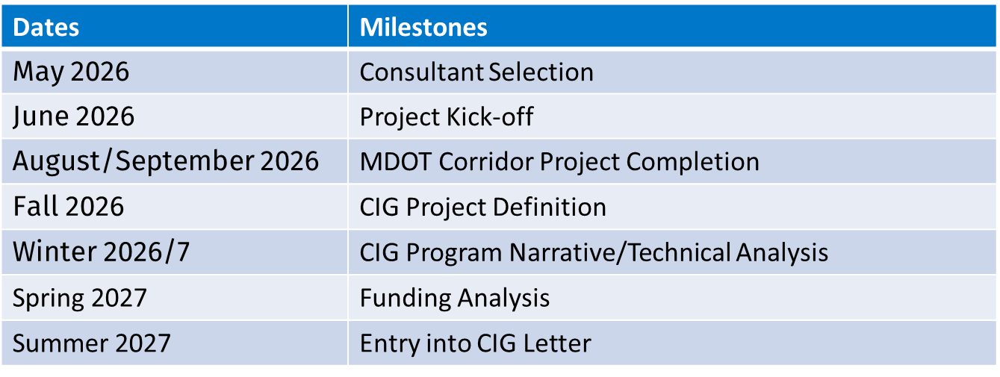 Dates Milestones
May 2026 Consultant Selection
June 2026 Project Kick-off
August/September 2026 MDOT Corridor Project Completion
Fall 2026 CIG Project Definition
Winter 2026/7 CIG Program Narrative/Technical Analysis
Spring 2027 Funding Analysis
Summer 2027 Entry into CIG Letter